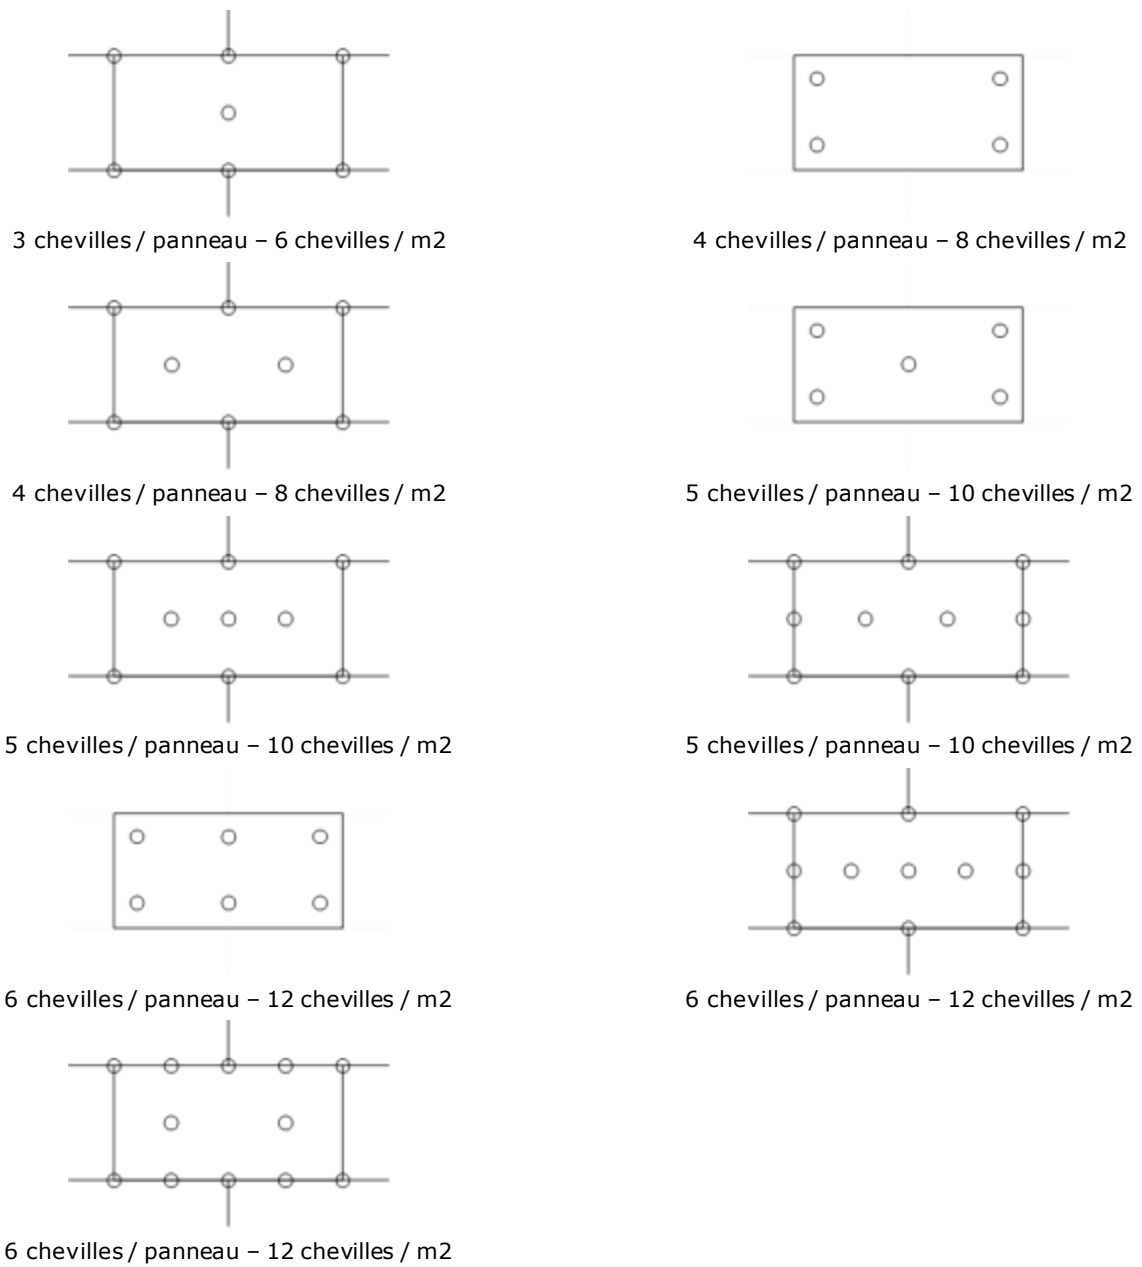 3 chevilles / panneau – 6 chevilles / m2
4 chevilles / panneau – 8 chevilles / m2
4 chevilles / panneau – 8 chevilles / m2
5 chevilles / panneau – 10 chevilles / m2
5 chevilles / panneau – 10 chevilles / m2
5 chevilles / panneau – 10 chevilles / m2
6 chevilles / panneau – 12 chevilles / m2
6 chevilles / panneau – 12 chevilles / m2
6 chevilles / panneau – 12 chevilles / m2